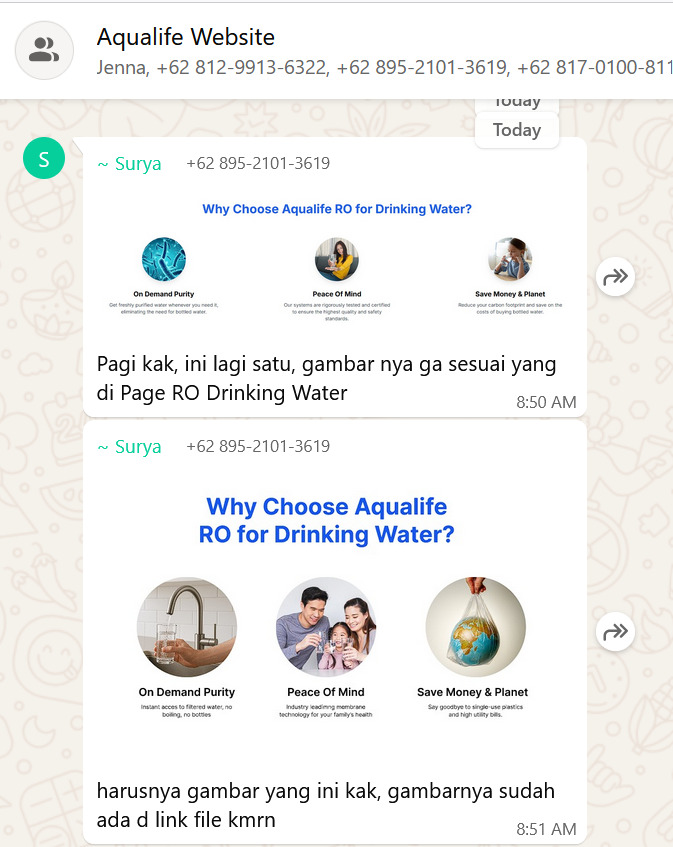 Aqualife Website
Jenna, +62 812-9913-6322, +62 895-2101-3619, +62 817-0100-811
Today
Today
S
~ Surya +62 895-2101-3619
Why Choose Aqualife RO for Drinking Water?
On Demand Purity
Get freshly purified water whenever you need it,
eliminating the need for bottled water.
Peace Of Mind
Our systems are rigorously tested and certified
to ensure the highest quality and safety
standards.
Save Money & Planet
Reduce your carbon footprint and save on the
costs of buying bottled water.
Pagi kak, ini lagi satu, gambar nya ga sesuai yang
di Page RO Drinking Water
8:50 AM
~ Surya +62 895-2101-3619
Why Choose Aqualife
RO for Drinking Water?
On Demand Purity
Instant acces to filtered water, no
boiling, no bottles
Peace Of Mind
Industry leadimng membrane
technology for your family's health
Save Money & Planet
Say goodbye to single-use plastics
and high utility bills.
harusnya gambar yang ini kak, gambarnya sudah
ada d link file kmrn
8:51 AM